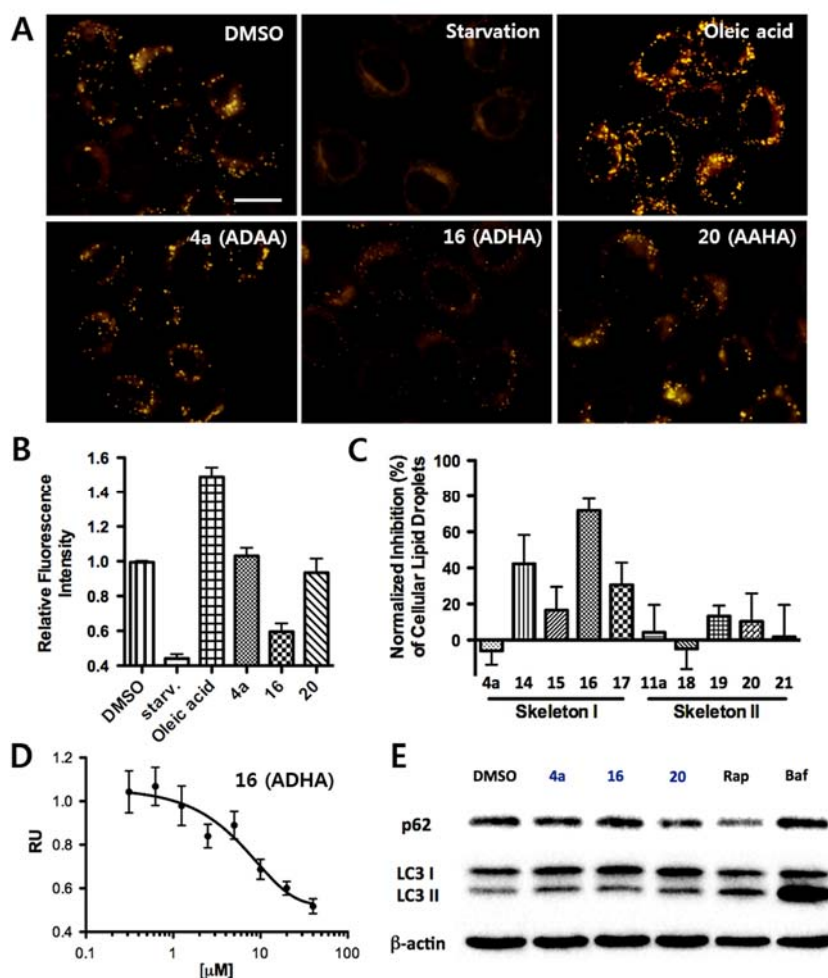 A
DMSO
Starvation
Oleic acid
4a (ADAA)
16 (ADHA)
20 (AAHA)
B
Relative Fluorescence
Intensity
1.6
1.4
1.2
1.0
0.8
0.6
0.4
DMSO
starv.
Oleic acid
4a
16
20
C
Normalized Inhibition (%)
of Cellular Lipid Droplets
80
60
40
20
0
4a 14 15 16 17 11a 18 19 20 21
Skeleton I
Skeleton II
D
16 (ADHA)
RU
1.2
1.0
0.8
0.6
0.4
0.1 1 10 100
[µM]
E
DMSO 4a 16 20 Rap Baf
p62
LC3 I
LC3 II
β-actin